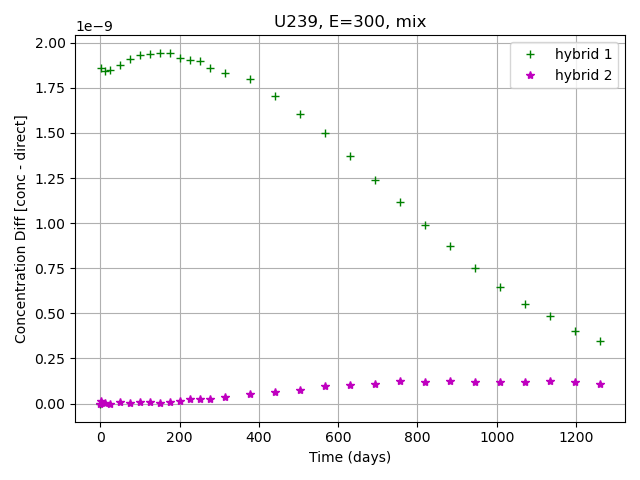 U239, E=300, mix
1e−9
hybrid 1
hybrid 2
Concentration Diff [conc - direct]
2.00
1.75
1.50
1.25
1.00
0.75
0.50
0.25
0.00
0 200 400 600 800 1000 1200
Time (days)